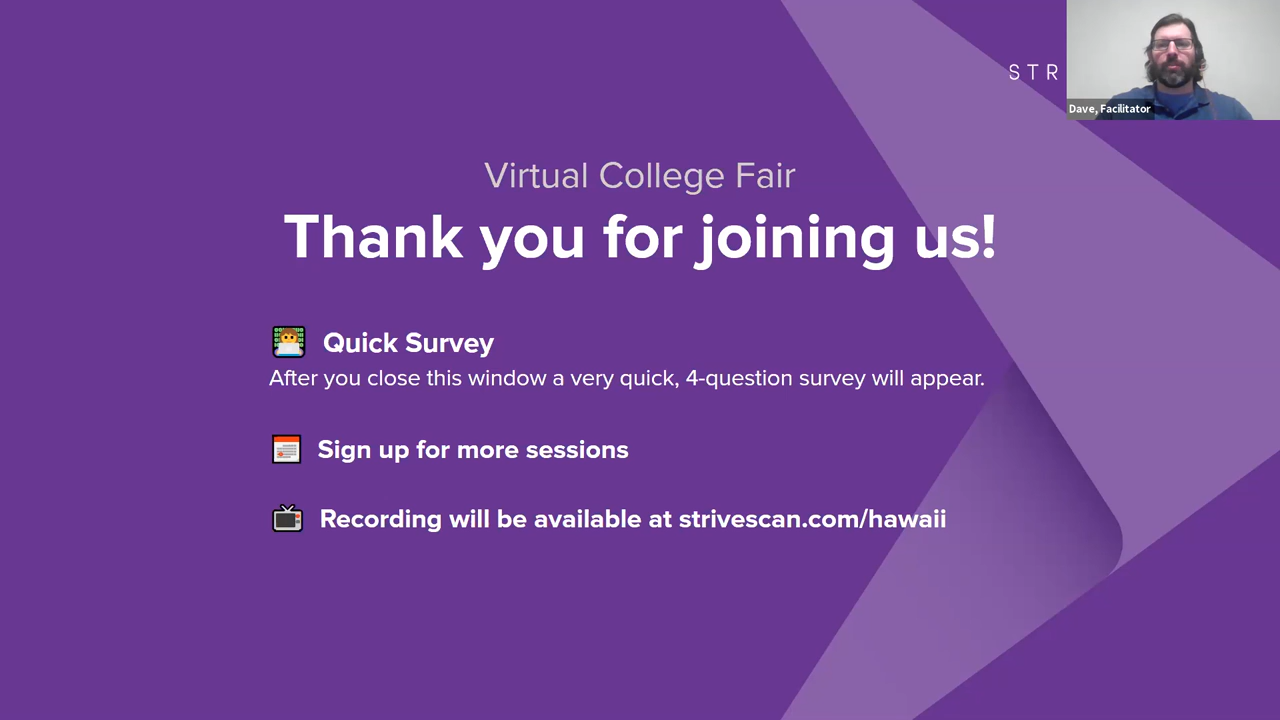 STR
Dave, Facilitator
Virtual College Fair
Thank you for joining us!
Quick Survey
After you close this window a very quick, 4-question survey will appear.
Sign up for more sessions
Recording will be available at strivescan.com/hawaii